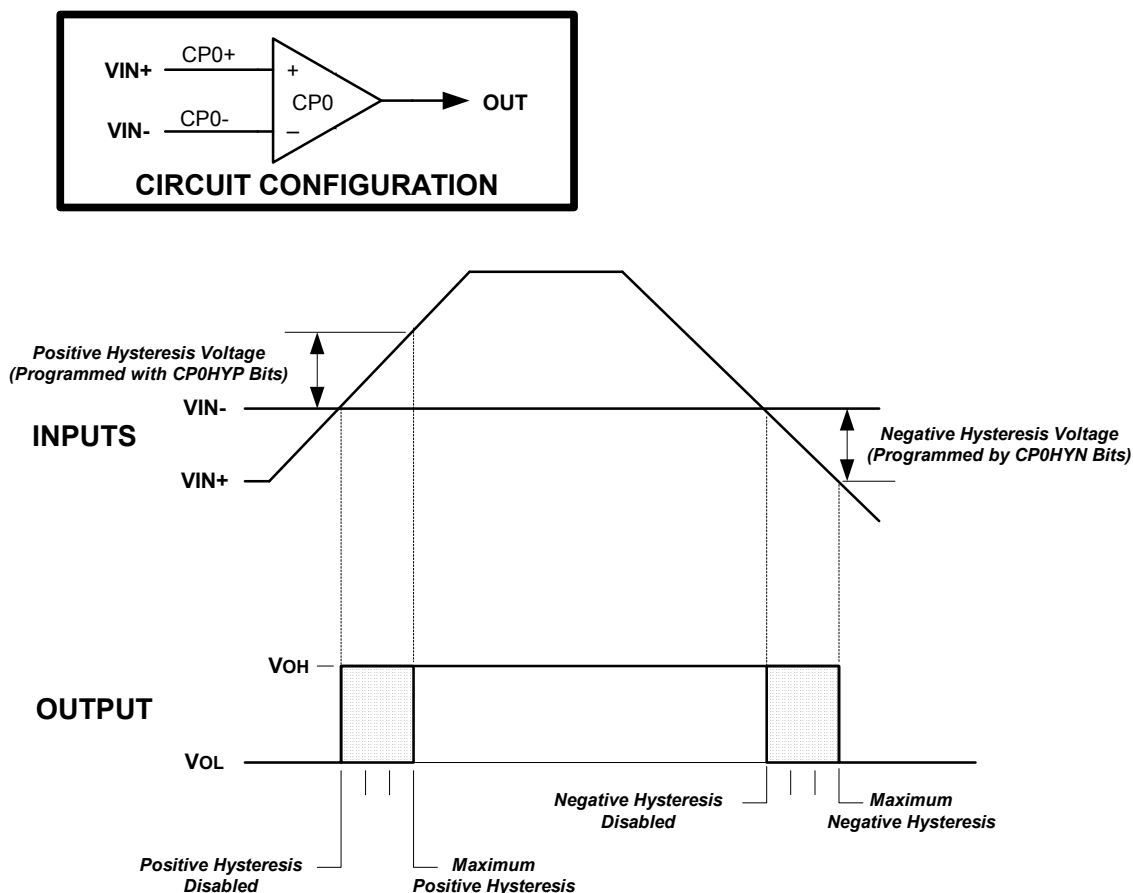 VIN+
CP0+
+
CP0
OUT
VIN-
CP0-
–
CIRCUIT CONFIGURATION
Positive Hysteresis Voltage
(Programmed with CP0HYP Bits)
VIN-
INPUTS
VIN+
Negative Hysteresis Voltage
(Programmed by CP0HYN Bits)
VOH
OUTPUT
VOL
Negative Hysteresis
Disabled
Maximum
Negative Hysteresis
Positive Hysteresis
Disabled
Maximum
Positive Hysteresis